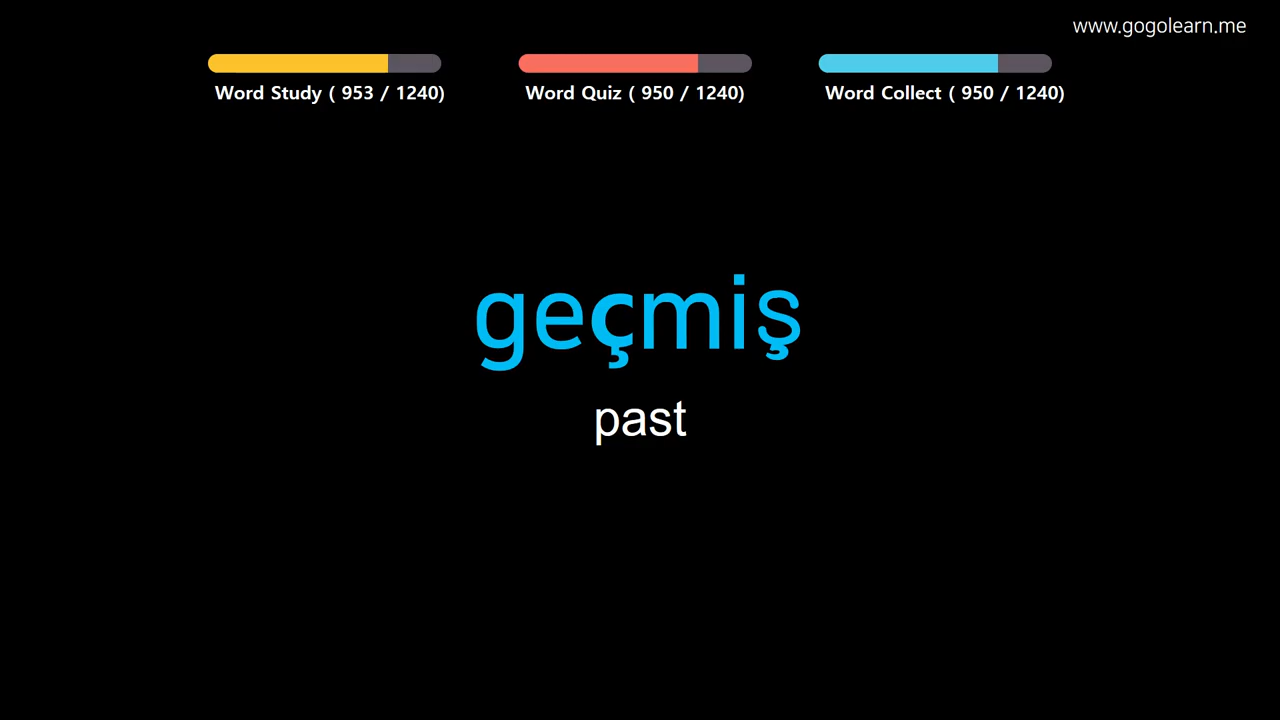 www.gogolearn.me
Word Study ( 953 / 1240)
Word Quiz ( 950 / 1240)
Word Collect ( 950 / 1240)
geçmiş
past